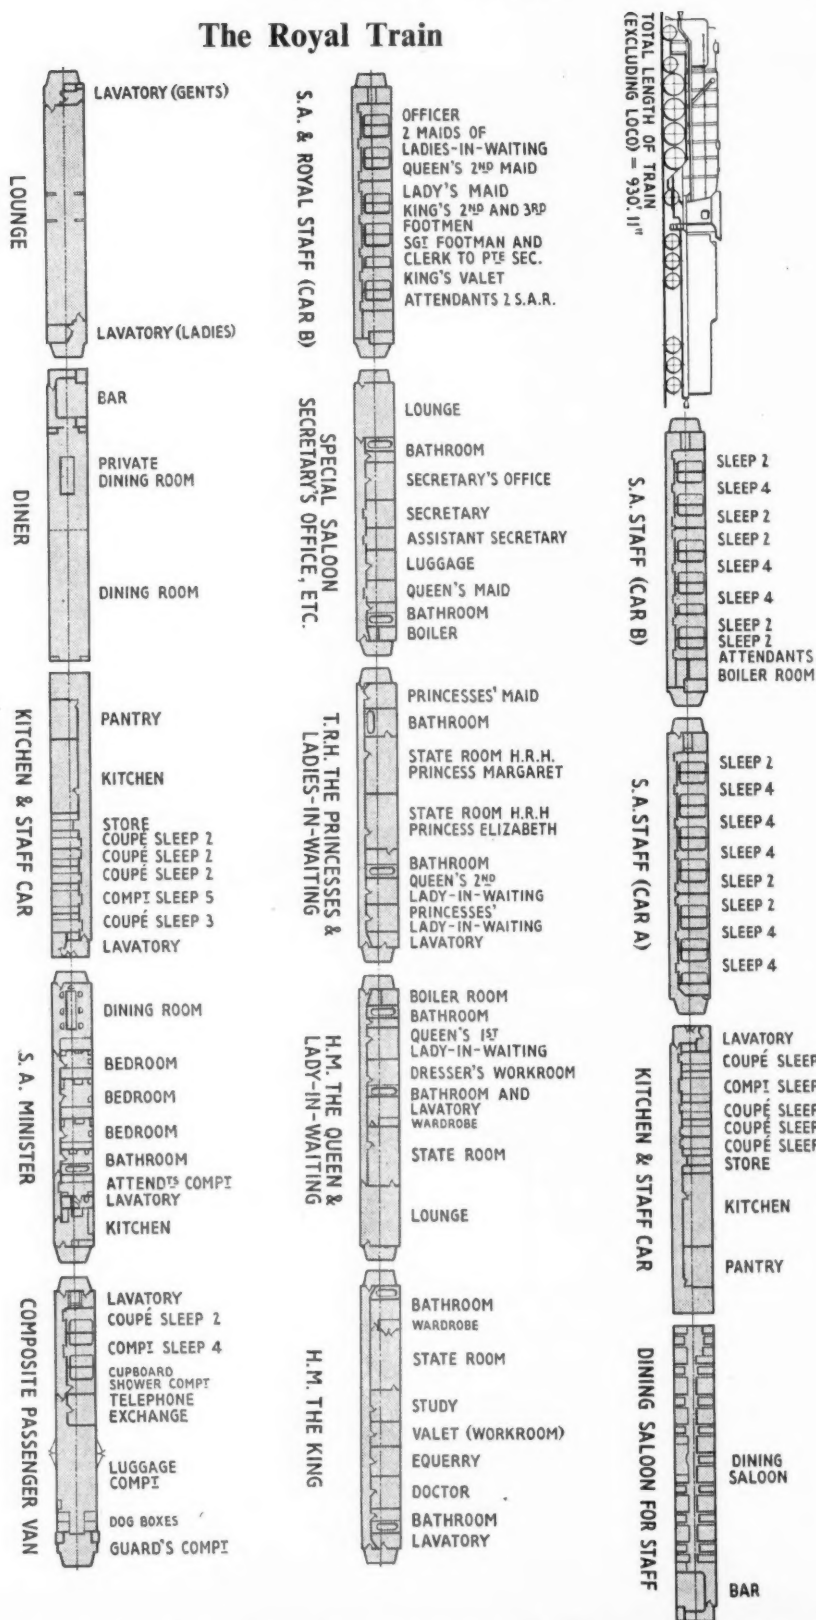 The Royal Train
LOUNGE
LAVATORY (GENTS)
LAVATORY (LADIES)
DINER
BAR
PRIVATE
DINING ROOM
DINING ROOM
KITCHEN & STAFF CAR
PANTRY
KITCHEN
STORE
COUPÉ SLEEP 2
COUPÉ SLEEP 2
COUPÉ SLEEP 2
COMPT SLEEP 5
COUPÉ SLEEP 3
LAVATORY
S. A. MINISTER
DINING ROOM
BEDROOM
BEDROOM
BEDROOM
BATHROOM
ATTENDTS COMPT
LAVATORY
KITCHEN
COMPOSITE PASSENGER VAN
LAVATORY
COUPÉ SLEEP 2
COMPT SLEEP 4
CUPBOARD
SHOWER COMPT
TELEPHONE
EXCHANGE
LUGGAGE
COMPT
DOG BOXES
GUARD'S COMPT
S.A. & ROYAL STAFF (CAR B)
OFFICER
2 MAIDS OF
LADIES-IN-WAITING
QUEEN'S 2ND MAID
LADY'S MAID
KING'S 2ND AND 3RD
FOOTMEN
SGT FOOTMAN AND
CLERK TO PTE SEC.
KING'S VALET
ATTENDANTS 2 S.A.R.
SPECIAL SALOON
SECRETARY'S OFFICE, ETC.
LOUNGE
BATHROOM
SECRETARY'S OFFICE
SECRETARY
ASSISTANT SECRETARY
LUGGAGE
QUEEN'S MAID
BATHROOM
BOILER
T.R.H. THE PRINCESSES &
LADIES-IN-WAITING
PRINCESSES' MAID
BATHROOM
STATE ROOM H.R.H.
PRINCESS MARGARET
STATE ROOM H.R.H
PRINCESS ELIZABETH
BATHROOM
QUEEN'S 2ND
LADY-IN-WAITING
PRINCESSES'
LADY-IN-WAITING
LAVATORY
H.M. THE QUEEN &
LADY-IN-WAITING
BOILER ROOM
BATHROOM
QUEEN'S 1ST
LADY-IN-WAITING
DRESSER'S WORKROOM
BATHROOM AND
LAVATORY
WARDROBE
STATE ROOM
LOUNGE
H.M. THE KING
BATHROOM
WARDROBE
STATE ROOM
STUDY
VALET (WORKROOM)
EQUERRY
DOCTOR
BATHROOM
LAVATORY
TOTAL LENGTH OF TRAIN
(EXCLUDING LOCO) = 930'. 11"
S.A. STAFF (CAR B)
SLEEP 2
SLEEP 4
SLEEP 2
SLEEP 2
SLEEP 4
SLEEP 4
SLEEP 2
SLEEP 2
ATTENDANTS
BOILER ROOM
S.A. STAFF (CAR A)
SLEEP 2
SLEEP 4
SLEEP 4
SLEEP 4
SLEEP 2
SLEEP 2
SLEEP 4
SLEEP 4
KITCHEN & STAFF CAR
LAVATORY
COUPÉ SLEEP
COMPT SLEEP
COUPÉ SLEEP
COUPÉ SLEEP
COUPÉ SLEEP
STORE
KITCHEN
PANTRY
DINING SALOON FOR STAFF
DINING
SALOON
BAR